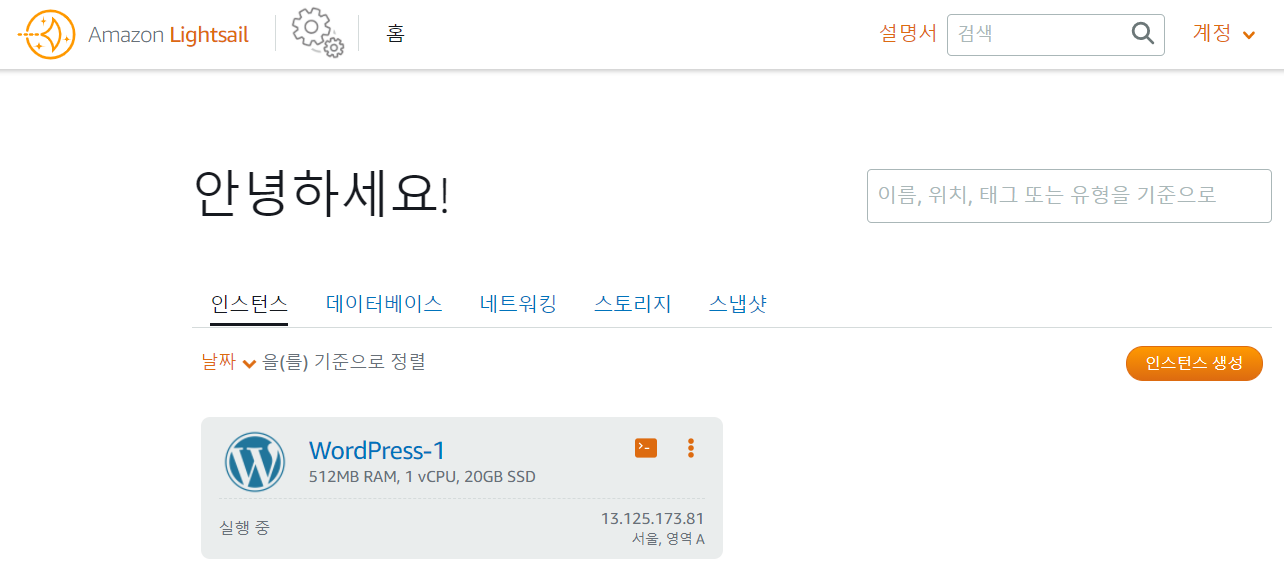 Amazon Lightsail 홈 설명서 검색 계정
안녕하세요!
이름, 위치, 태그 또는 유형을 기준으로
인스턴스 데이터베이스 네트워킹 스토리지 스냅샷
날짜 을(를) 기준으로 정렬 인스턴스 생성
WordPress-1
512MB RAM, 1 vCPU, 20GB SSD
실행 중
13.125.173.81
서울, 영역 A